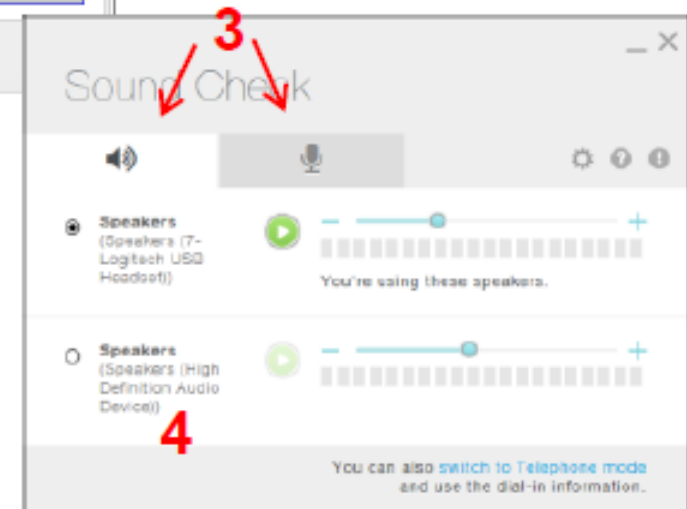 3
Sound Check
Speakers
(Speakers (7-
Logitech USB
Headset))
You're using these speakers.
Speakers
(Speakers (High
Definition Audio
Device))
4
You can also switch to Telephone mode
and use the dial-in information.